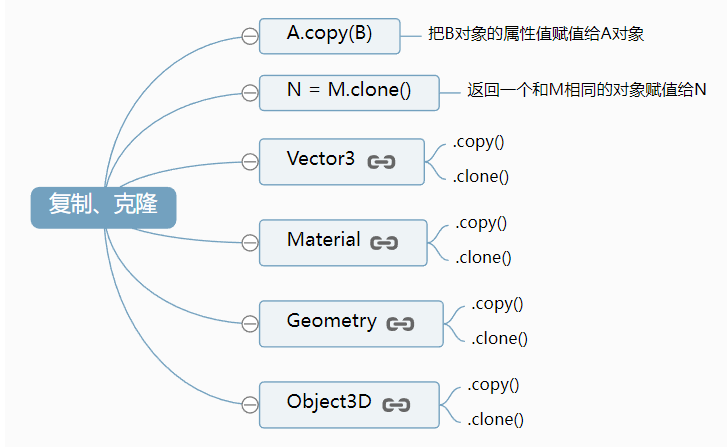 A.copy(B)
把B对象的属性值赋值给A对象
N = M.clone()
返回一个和M相同的对象赋值给N
Vector3
.copy()
.clone()
复制、克隆
Material
.copy()
.clone()
Geometry
.copy()
.clone()
Object3D
.copy()
.clone()